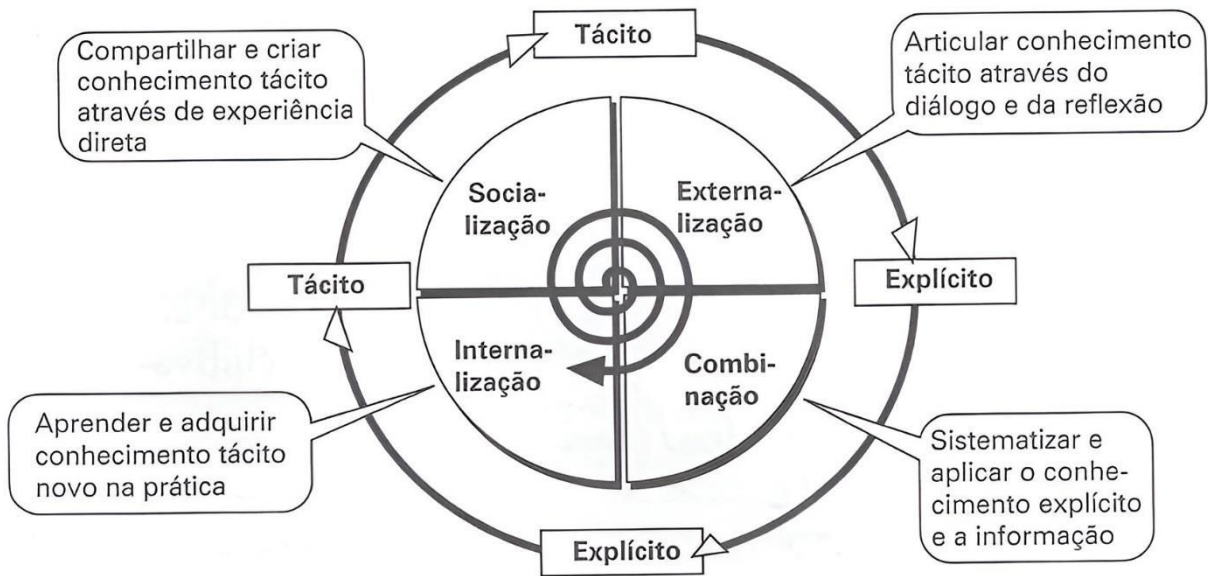 Tácito
Compartilhar e criar
conhecimento tácito
através de experiência
direta
Articular conhecimento
tácito através do
diálogo e da reflexão
Socia-
lização
Externa-
lização
Tácito
Explícito
Interna-
lização
Combi-
nação
Aprender e adquirir
conhecimento tácito
novo na prática
Sistematizar e
aplicar o conhe-
cimento explícito
e a informação
Explícito